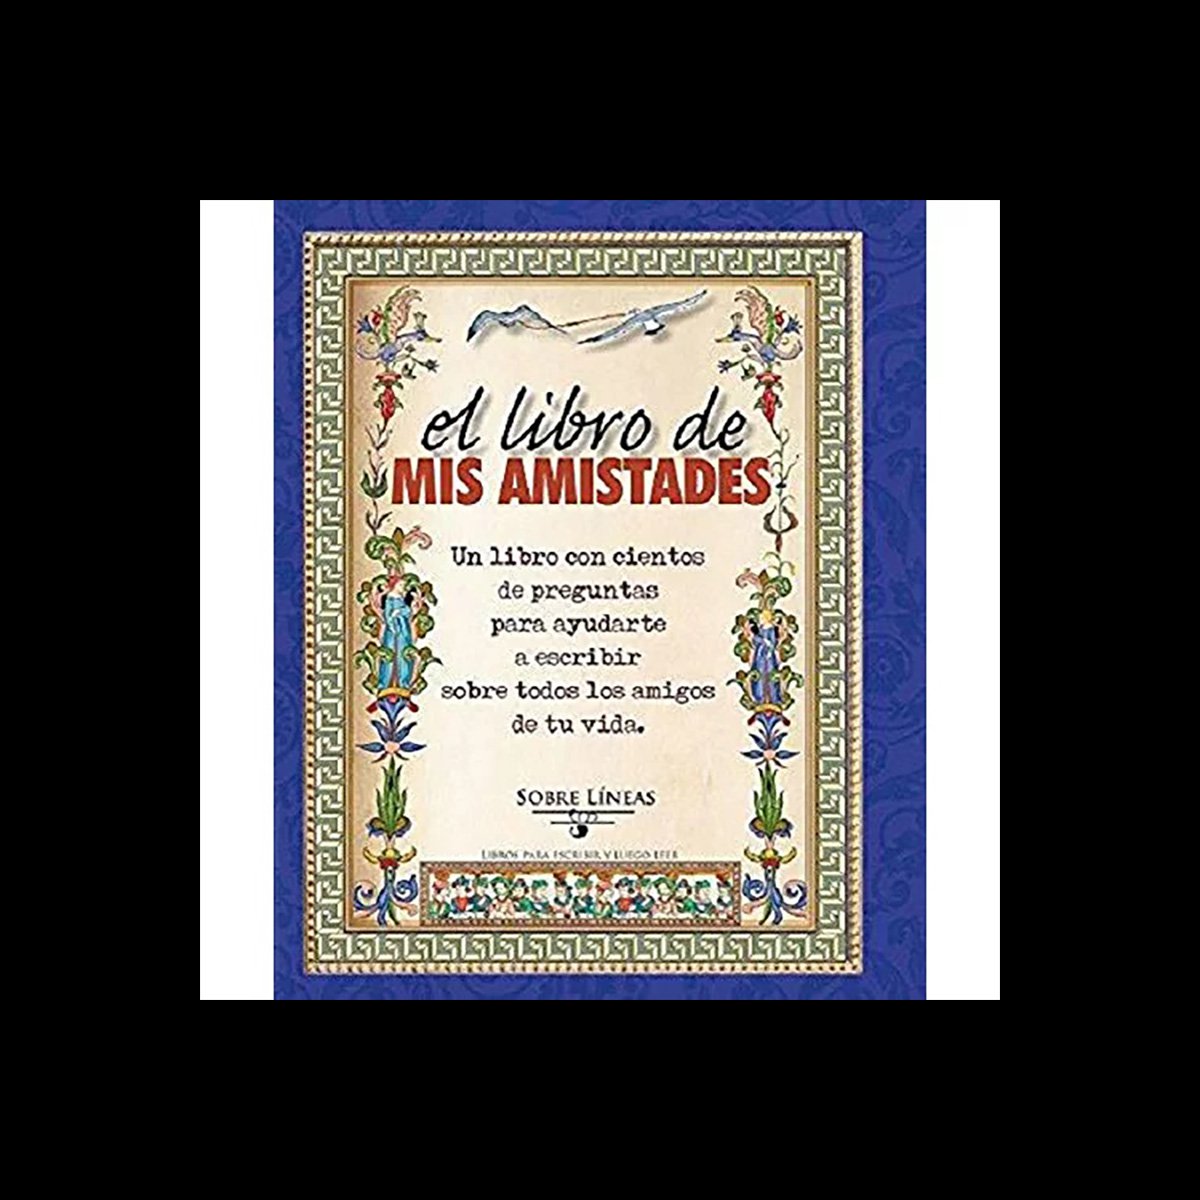 el libro de
MIS AMISTADES
Un libro con cientos
de preguntas
para ayudarte
a escribir
sobre todos los amigos
de tu vida.
SOBRE LÍNEAS
LIBROS PARA ESCRIBIR Y LUEGO LEER